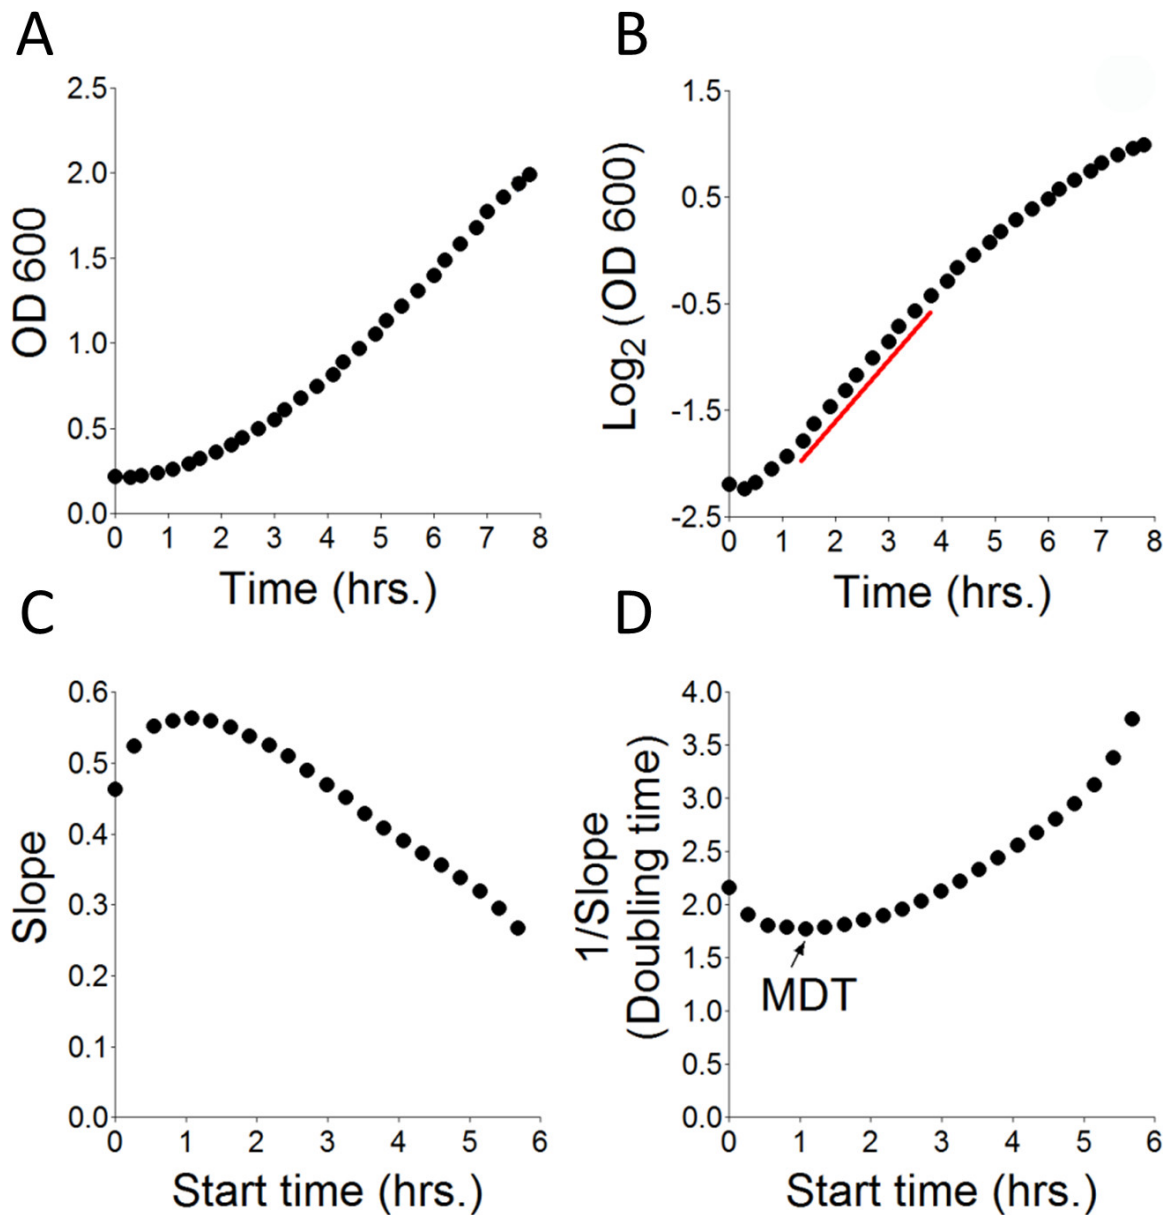 A
2.5
2.0
1.5
1.0
0.5
0.0
OD 600
0 1 2 3 4 5 6 7 8
Time (hrs.)
B
1.5
0.5
-0.5
-1.5
-2.5
Log2 (OD 600)
0 1 2 3 4 5 6 7 8
Time (hrs.)
C
0.6
0.5
0.4
0.3
0.2
0.1
0.0
Slope
0 1 2 3 4 5 6
Start time (hrs.)
D
4.0
3.5
3.0
2.5
2.0
1.5
1.0
0.5
0.0
1/Slope
(Doubling time)
MDT
0 1 2 3 4 5 6
Start time (hrs.)